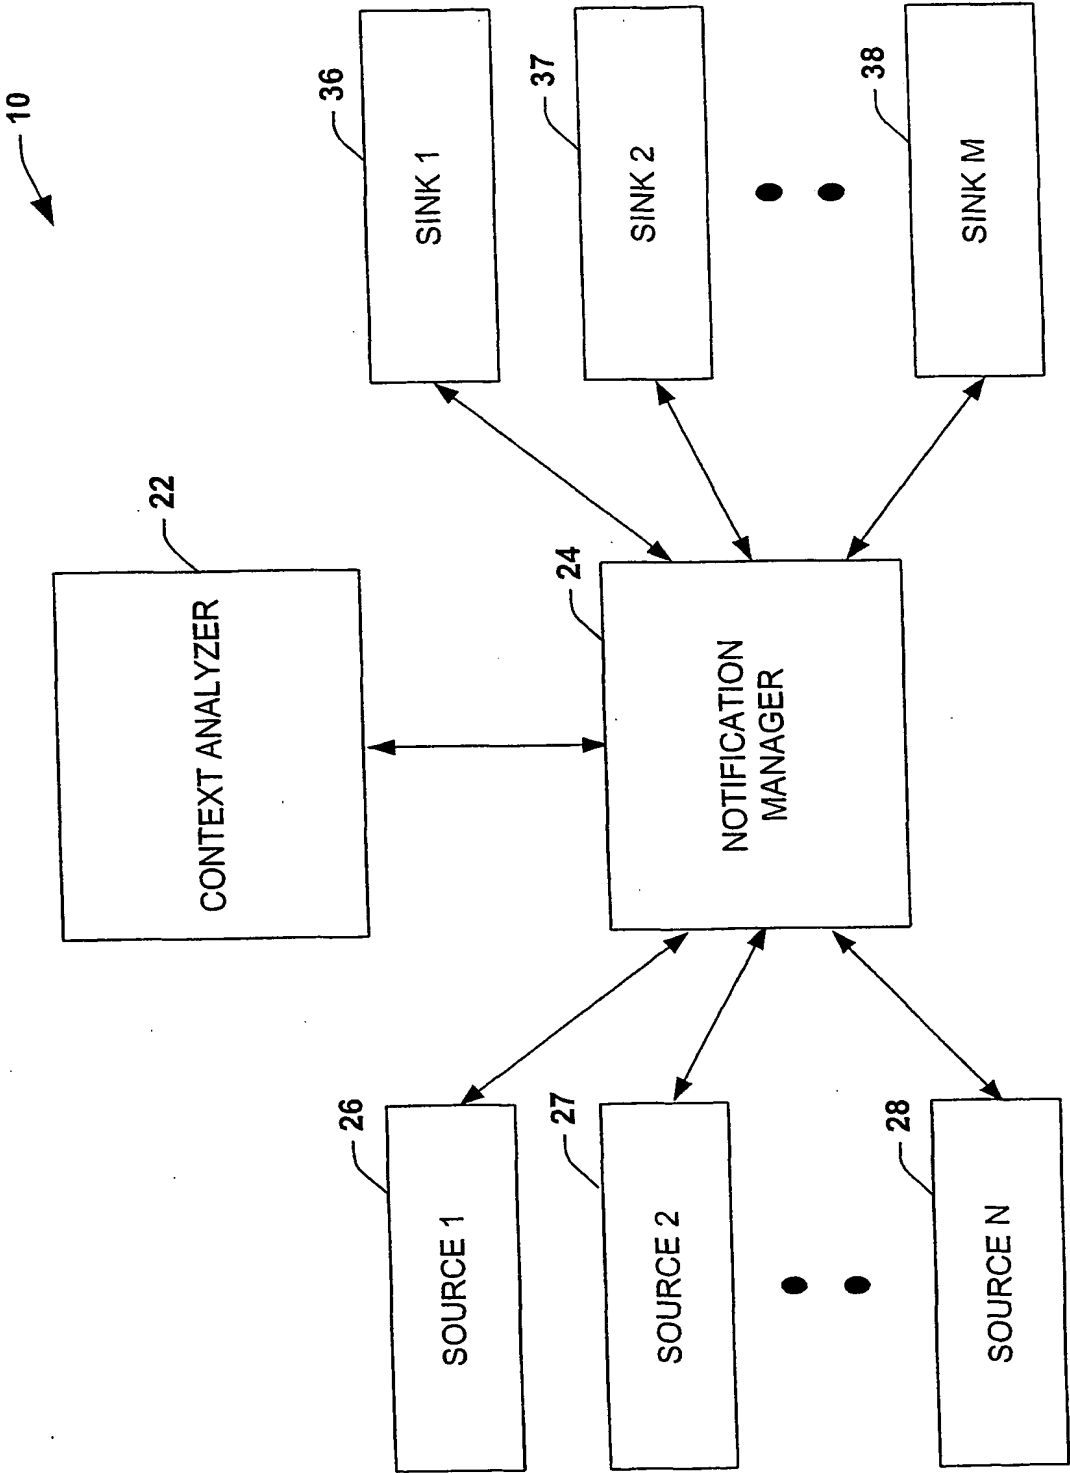 10
22
CONTEXT ANALYZER
26
SOURCE 1
24
NOTIFICATION
MANAGER
36
SINK 1
27
SOURCE 2
37
SINK 2
28
SOURCE N
38
SINK M